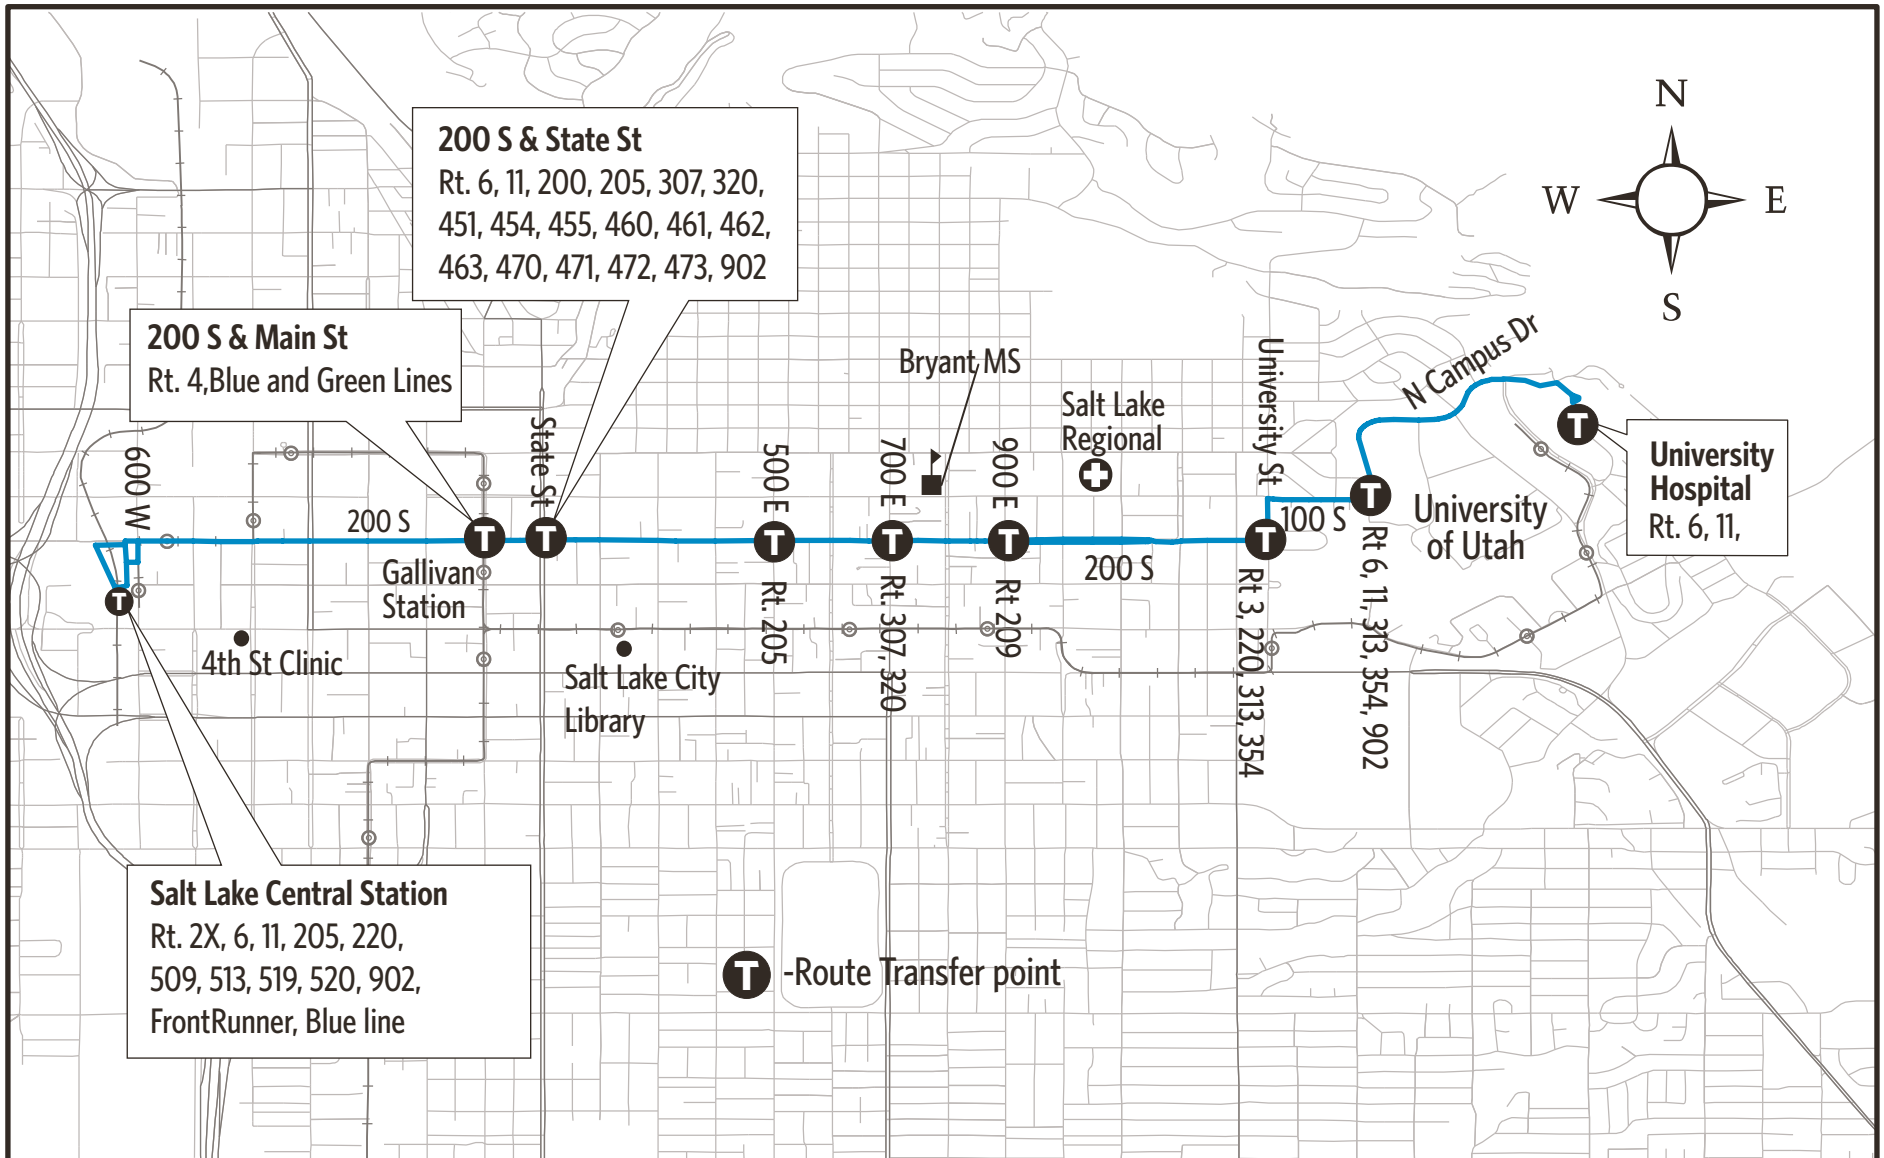 N
W
E
S
200 S & State St
Rt. 6, 11, 200, 205, 307, 320,
451, 454, 455, 460, 461, 462,
463, 470, 471, 472, 473, 902
200 S & Main St
Rt. 4,Blue and Green Lines
Bryant MS
Salt Lake
Regional
University St
N Campus Dr
University
Hospital
Rt. 6, 11,
600 W
200 S
State St
500 E
700 E
900 E
100 S
University
of Utah
Gallivan
Station
200 S
Rt. 205
Rt. 307, 320
Rt 209
Rt 3, 220, 313, 354
Rt 6, 11, 313, 354, 902
T
T
T
T
T
T
T
T
T
4th St Clinic
Salt Lake City
Library
Salt Lake Central Station
Rt. 2X, 6, 11, 205, 220,
509, 513, 519, 520, 902,
FrontRunner, Blue line
T -Route Transfer point